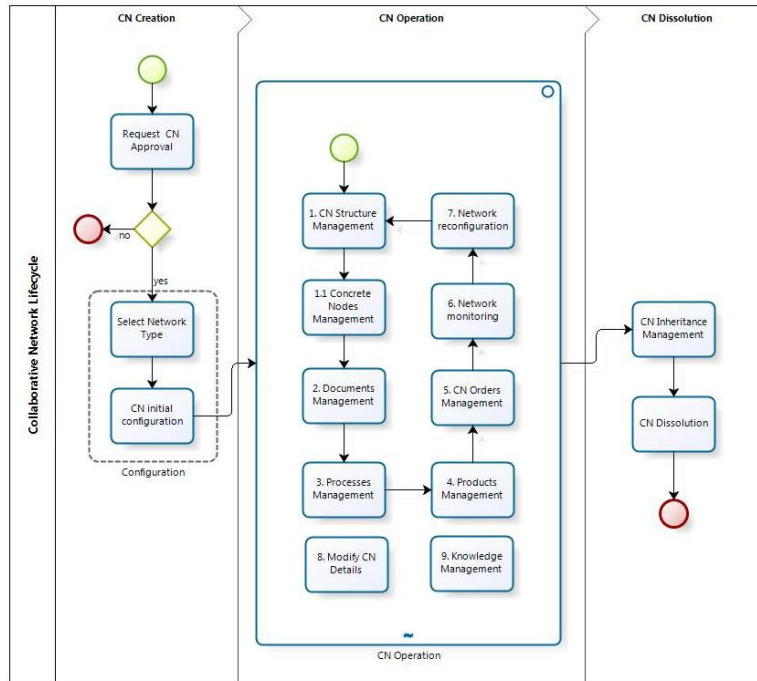 CN Creation
CN Operation
CN Dissolution
Collaborative Network Lifecycle
Request CN
Approval
no
yes
Select Network
Type
CN initial
configuration
Configuration
1. CN Structure
Management
1.1 Concrete
Nodes
Management
2. Documents
Management
3. Processes
Management
4. Products
Management
5. CN Orders
Management
6. Network
monitoring
7. Network
reconfiguration
8. Modify CN
Details
9. Knowledge
Management
CN Operation
CN Inheritance
Management
CN Dissolution